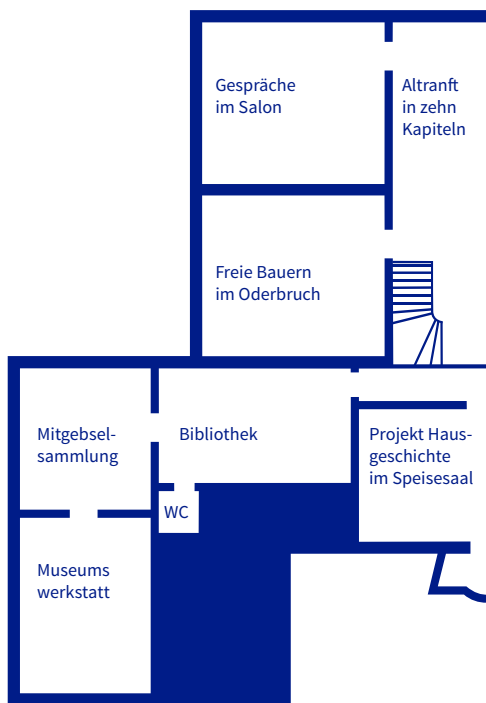 Gespräche
im Salon
Altranft
in zehn
Kapiteln
Freie Bauern
im Oderbruch
Mitgebsel-
sammlung
Bibliothek
Projekt Haus-
geschichte
im Speisesaal
WC
Museums
werkstatt